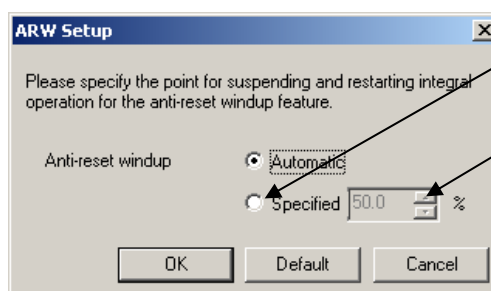 ARW Setup
Please specify the point for suspending and restarting integral
operation for the anti-reset windup feature.
Anti-reset windup
Automatic
Specified 50.0 %
OK Default Cancel